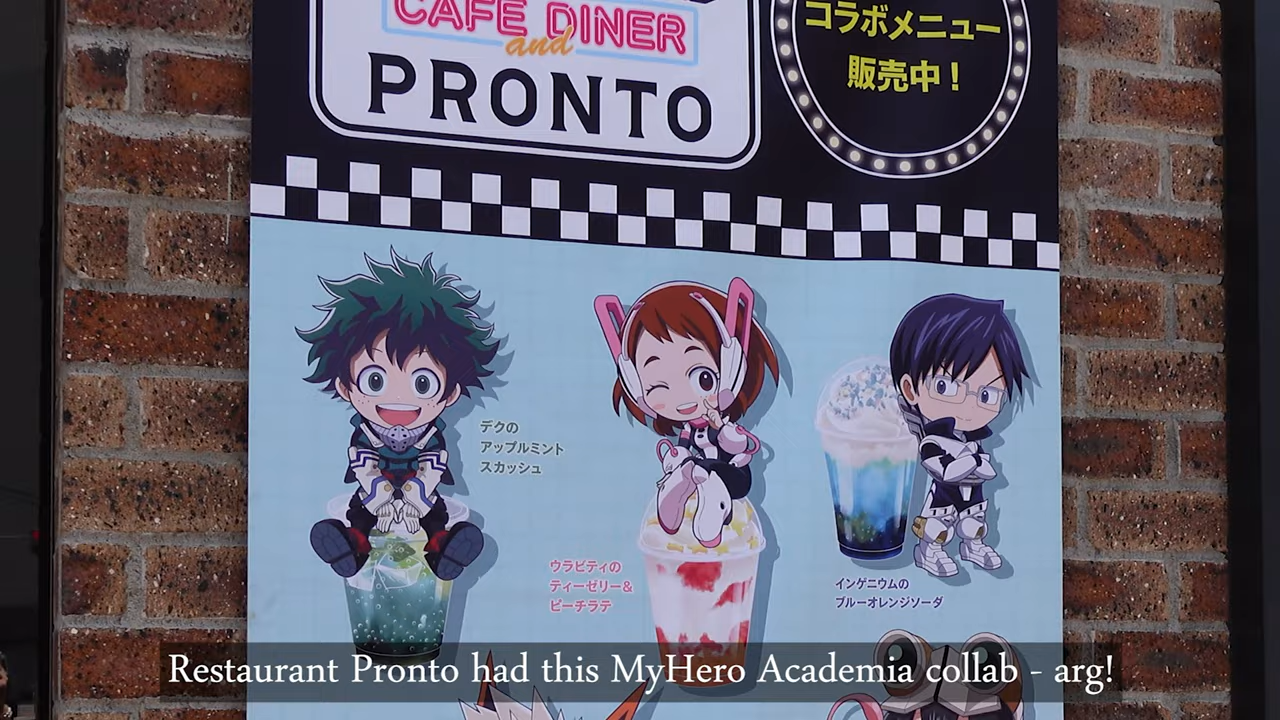 CAFE DINER
and
PRONTO
コラボメニュー
販売中！
デクの
アップルミント
スカッシュ
ウラビティの
ティーゼリー&
ピーチラテ
インゲニウムの
ブルーオレンジソーダ
Restaurant Pronto had this MyHero Academia collab - arg!